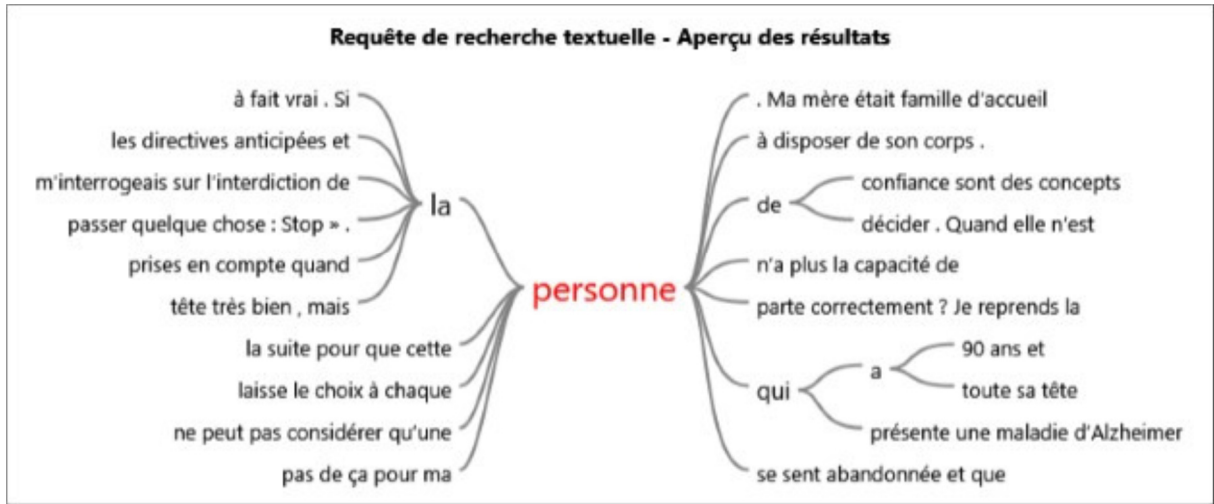 Requête de recherche textuelle - Aperçu des résultats
à fait vrai . Si
les directives anticipées et
m'interrogeais sur l'interdiction de
passer quelque chose : Stop » .
prises en compte quand
tête très bien , mais
la
la suite pour que cette
laisse le choix à chaque
ne peut pas considérer qu'une
pas de ça pour ma
personne
. Ma mère était famille d'accueil
à disposer de son corps .
de
confiance sont des concepts
décider . Quand elle n'est
n'a plus la capacité de
parte correctement ? Je reprends la
qui
a
90 ans et
toute sa tête
présente une maladie d'Alzheimer
se sent abandonnée et que